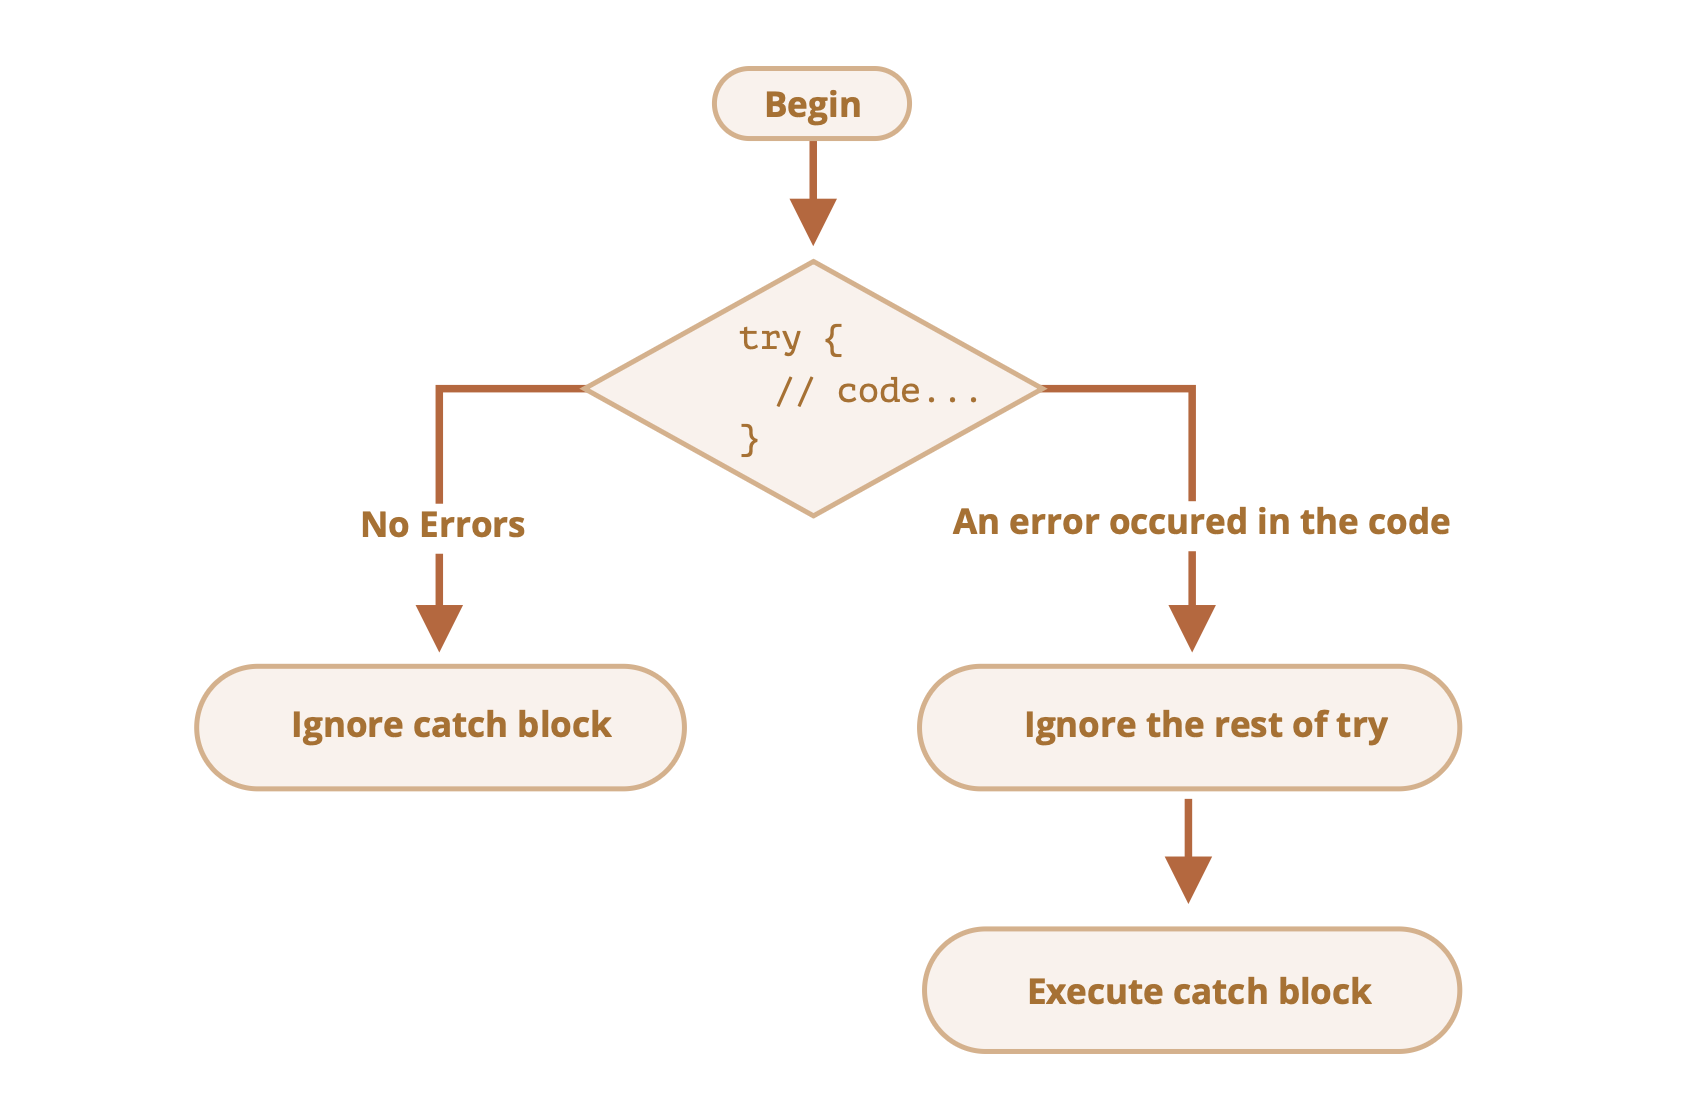 Begin
try {
  // code...
}
No Errors
An error occured in the code
Ignore catch block
Ignore the rest of try
Execute catch block